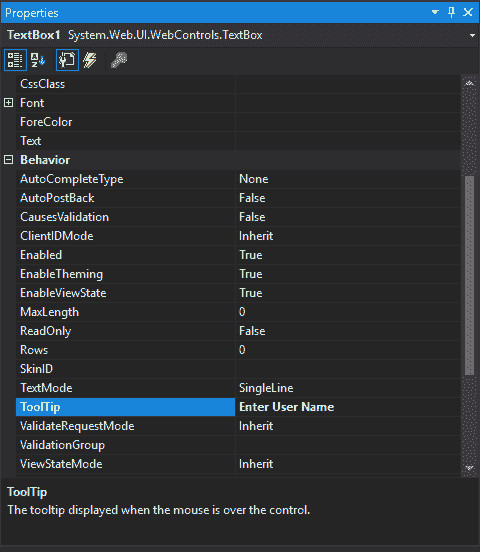 Properties
TextBox1 System.Web.UI.WebControls.TextBox
CssClass
Font
ForeColor
Text
Behavior
AutoCompleteType None
AutoPostBack False
CausesValidation False
ClientIDMode Inherit
Enabled True
EnableTheming True
EnableViewState True
MaxLength 0
ReadOnly False
Rows 0
SkinID
TextMode SingleLine
ToolTip Enter User Name
ValidateRequestMode Inherit
ValidationGroup
ViewStateMode Inherit
ToolTip
The tooltip displayed when the mouse is over the control.